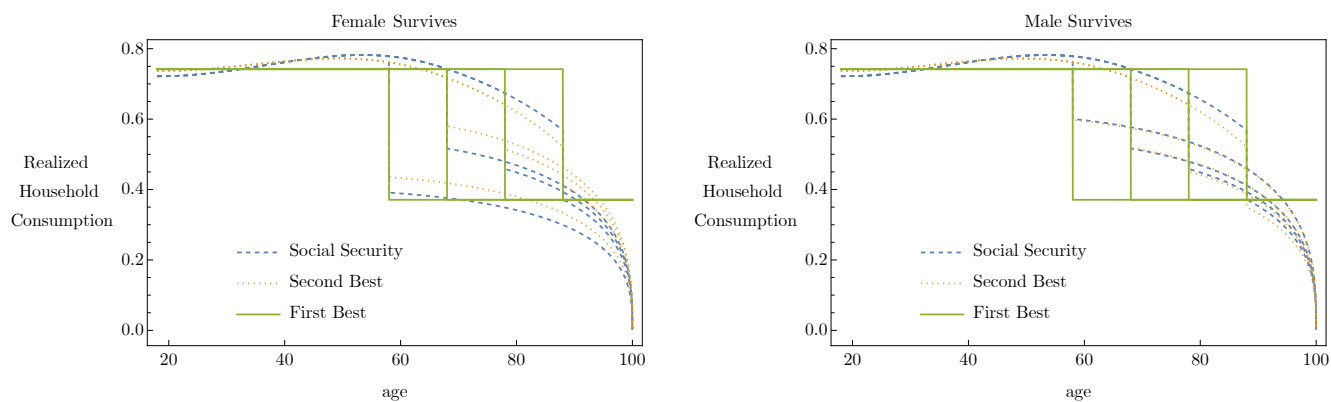 Female Survives
0.8
0.6
0.4
0.2
0.0
Realized
Household
Consumption
Social Security
Second Best
First Best
20
40
60
80
100
age
Male Survives
0.8
0.6
0.4
0.2
0.0
Realized
Household
Consumption
Social Security
Second Best
First Best
20
40
60
80
100
age